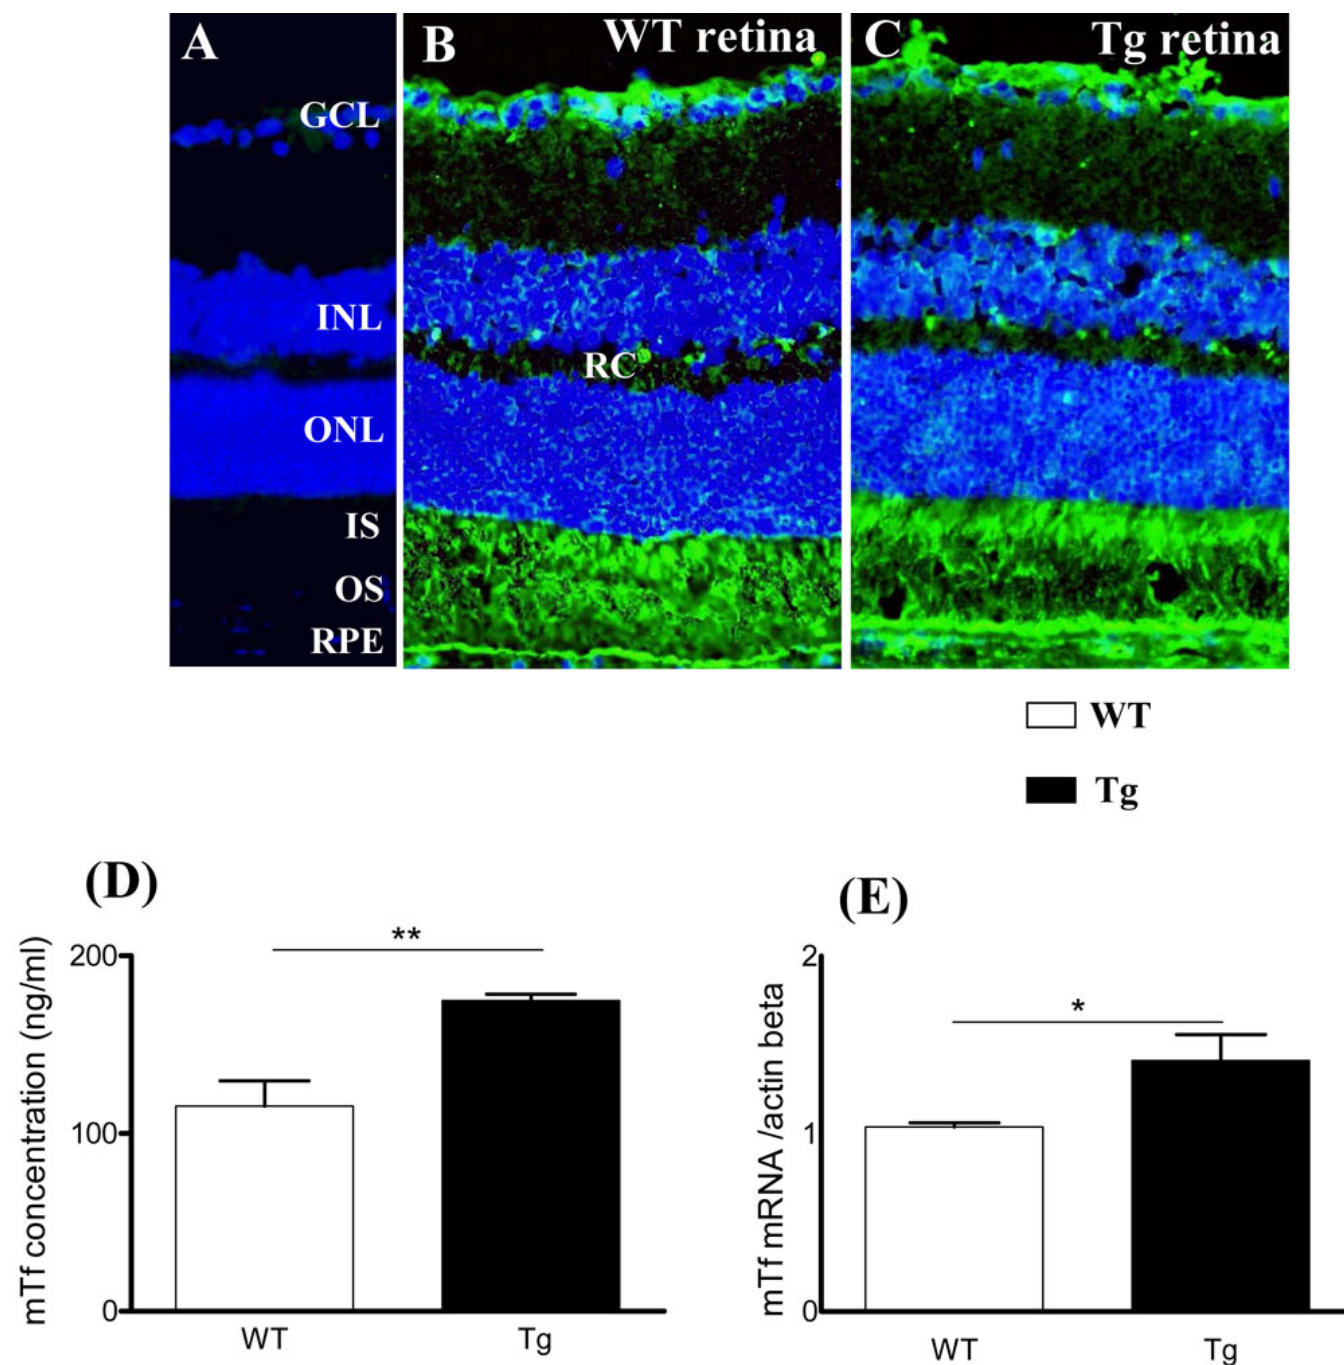 A
B
WT retina
C
Tg retina
GCL
INL
RC
ONL
IS
OS
RPE
WT
Tg
(D)
mTf concentration (ng/ml)
200
100
0
**
WT
Tg
(E)
mTf mRNA /actin beta
2
1
0
*
WT
Tg